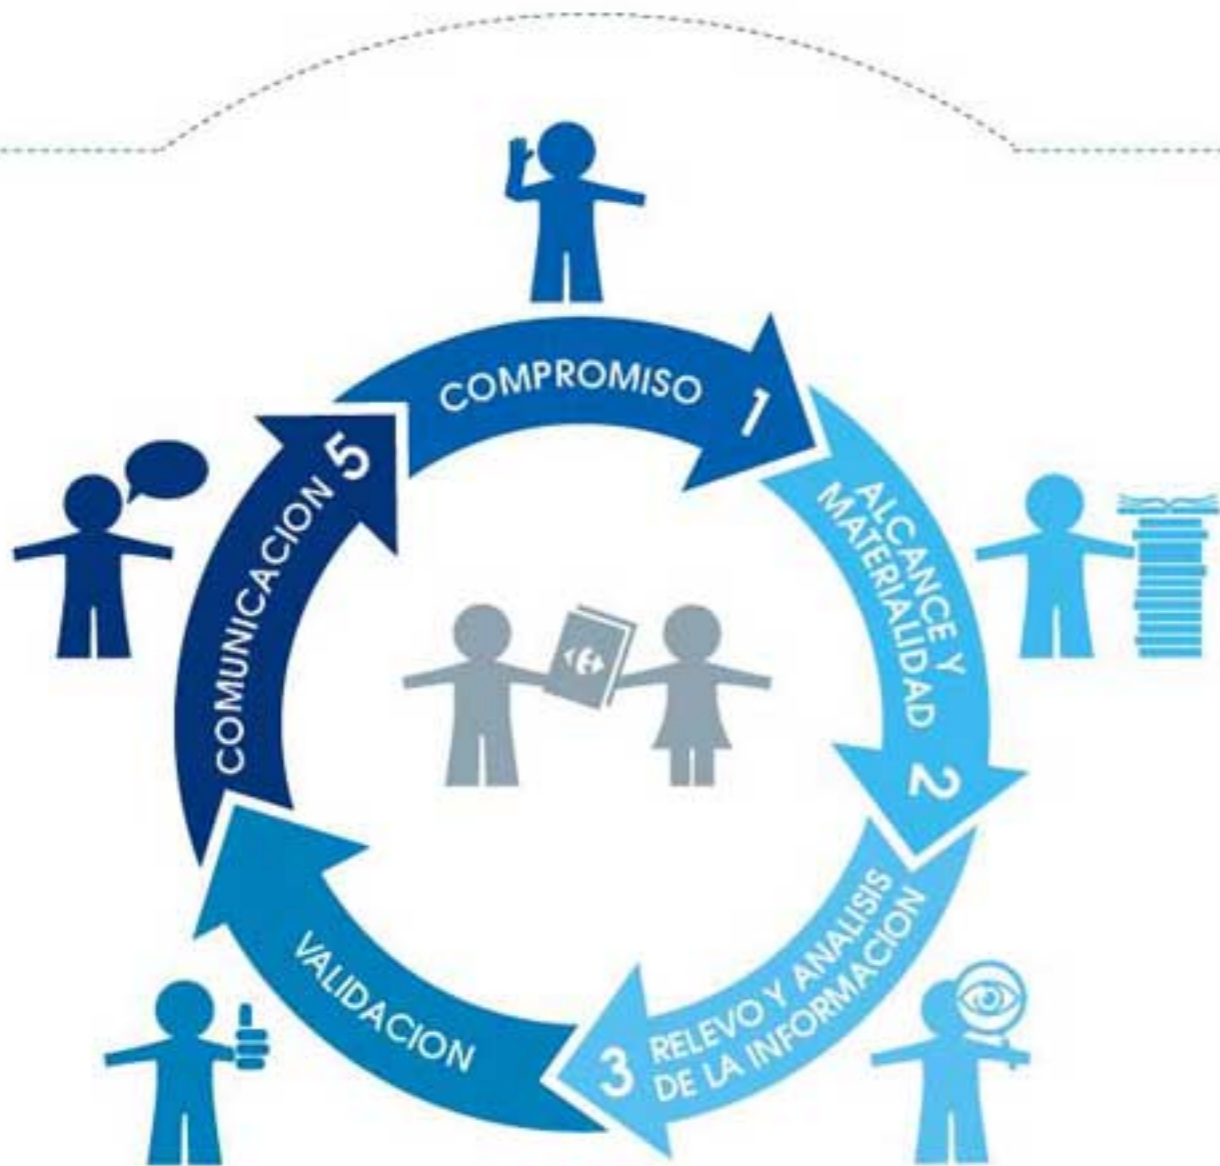 COMPROMISO 1
ALCANCE Y
MATERIALIDAD 2
3 RELEVO Y ANALISIS
DE LA INFORMACION
VALIDACION
COMUNICACION 5